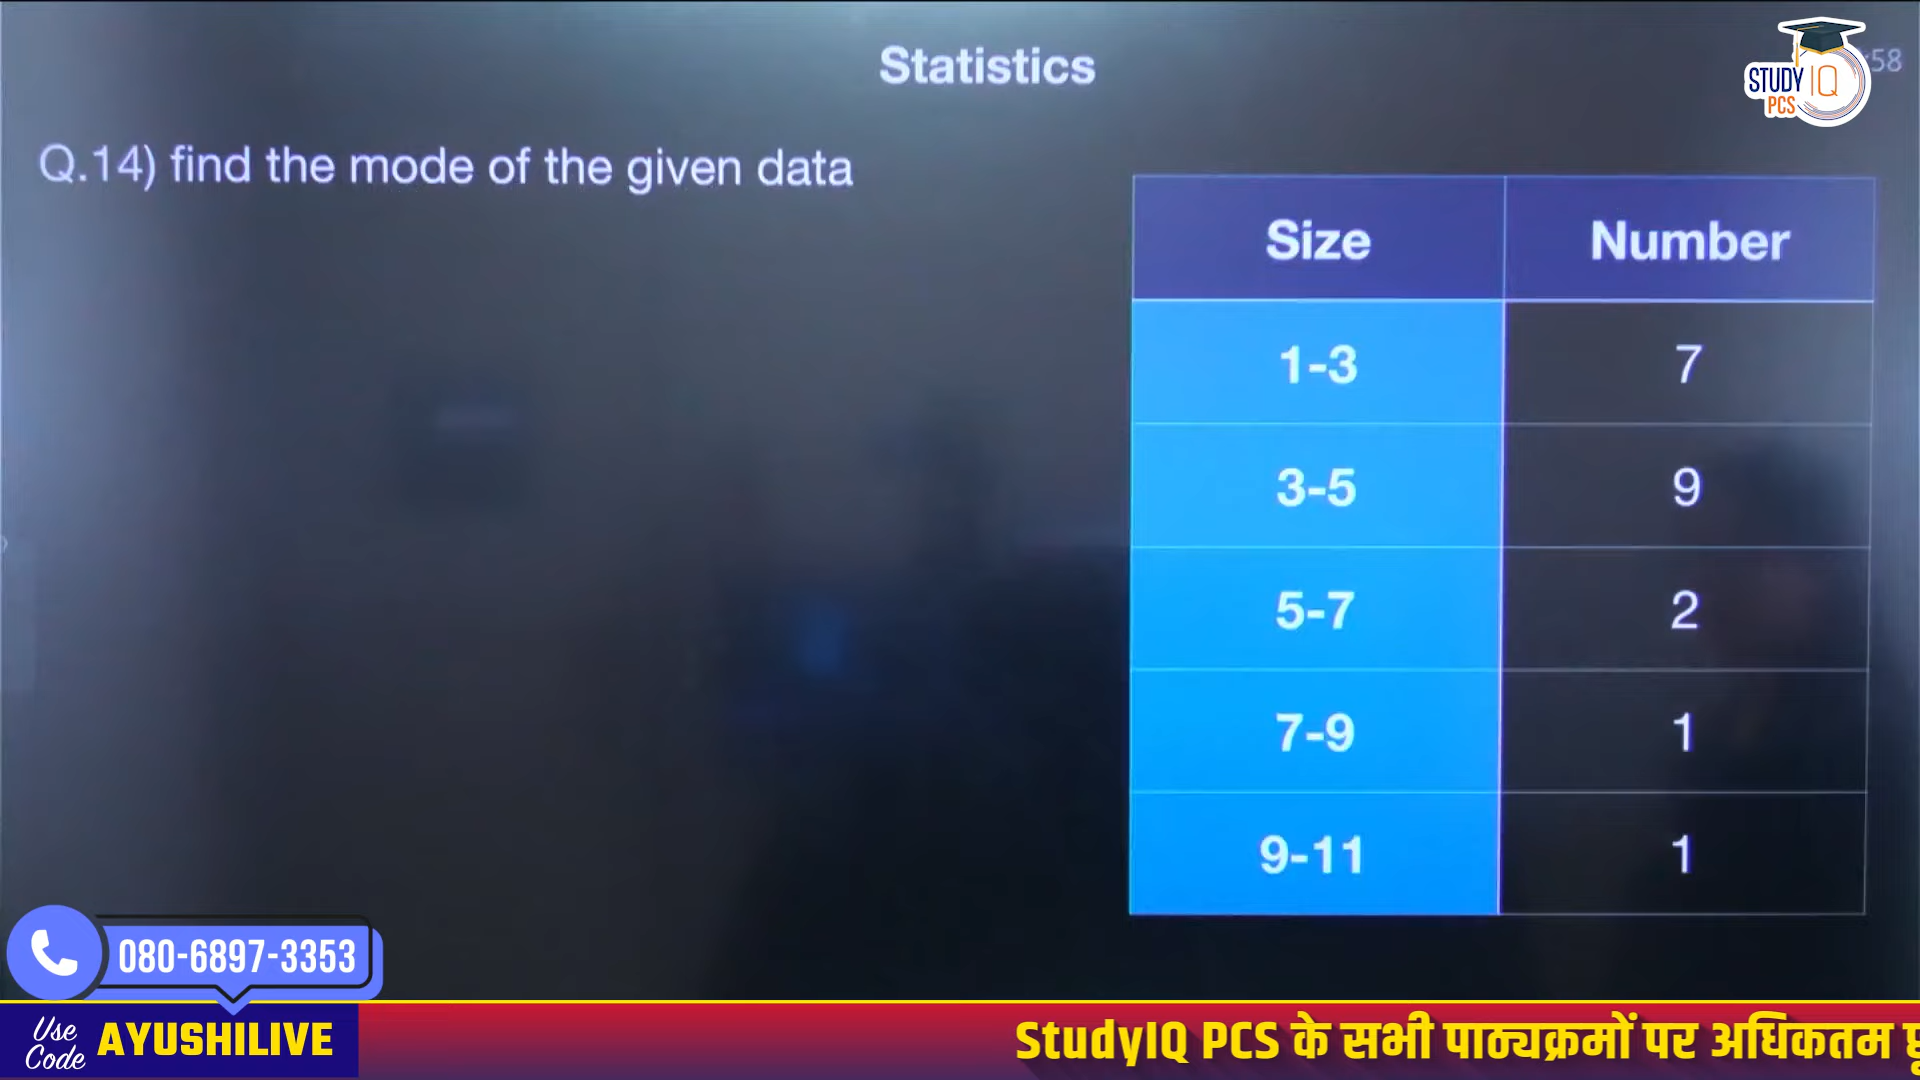 Statistics
STUDY IQ
PCS
58
Q.14) find the mode of the given data
Size Number
1-3 7
3-5 9
5-7 2
7-9 1
9-11 1
080-6897-3353
Use Code AYUSHILIVE
StudyIQ PCS के सभी पाठ्यक्रमों पर अधिकतम